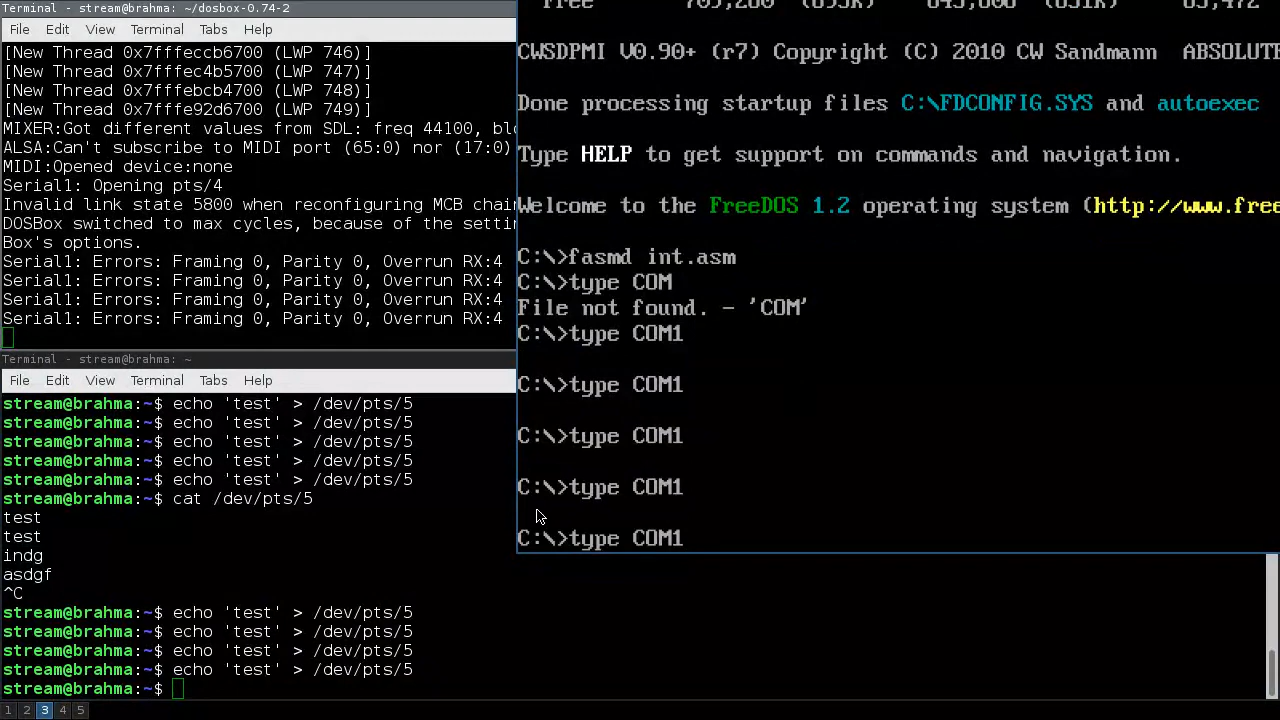 Terminal - stream@brahma: ~/dosbox-0.74-2
File Edit View Terminal Tabs Help
[New Thread 0x7fffeccb6700 (LWP 746)]
[New Thread 0x7fffec4b5700 (LWP 747)]
[New Thread 0x7fffebcb4700 (LWP 748)]
[New Thread 0x7fffe92d6700 (LWP 749)]
MIXER:Got different values from SDL: freq 44100, blo
ALSA:Can't subscribe to MIDI port (65:0) nor (17:0)
MIDI:Opened device:none
Serial1: Opening pts/4
Invalid link state 5800 when reconfiguring MCB chain
DOSBox switched to max cycles, because of the setti
Box's options.
Serial1: Errors: Framing 0, Parity 0, Overrun RX:4
Serial1: Errors: Framing 0, Parity 0, Overrun RX:4
Serial1: Errors: Framing 0, Parity 0, Overrun RX:4
Serial1: Errors: Framing 0, Parity 0, Overrun RX:4
Terminal - stream@brahma: ~
File Edit View Terminal Tabs Help
stream@brahma:~$ echo 'test' > /dev/pts/5
stream@brahma:~$ echo 'test' > /dev/pts/5
stream@brahma:~$ echo 'test' > /dev/pts/5
stream@brahma:~$ echo 'test' > /dev/pts/5
stream@brahma:~$ echo 'test' > /dev/pts/5
stream@brahma:~$ cat /dev/pts/5
test
test
indg
asdgf
^C
stream@brahma:~$ echo 'test' > /dev/pts/5
stream@brahma:~$ echo 'test' > /dev/pts/5
stream@brahma:~$ echo 'test' > /dev/pts/5
stream@brahma:~$ echo 'test' > /dev/pts/5
stream@brahma:~$
CWSDPMI V0.90+ (r7) Copyright (C) 2010 CW Sandmann ABSOLUTE
Done processing startup files C:\FDCONFIG.SYS and autoexec
Type HELP to get support on commands and navigation.
Welcome to the FreeDOS 1.2 operating system (http://www.free
C:\>fasmd int.asm
C:\>type COM
File not found. - 'COM'
C:\>type COM1
C:\>type COM1
C:\>type COM1
C:\>type COM1
C:\>type COM1
1 2 3 4 5